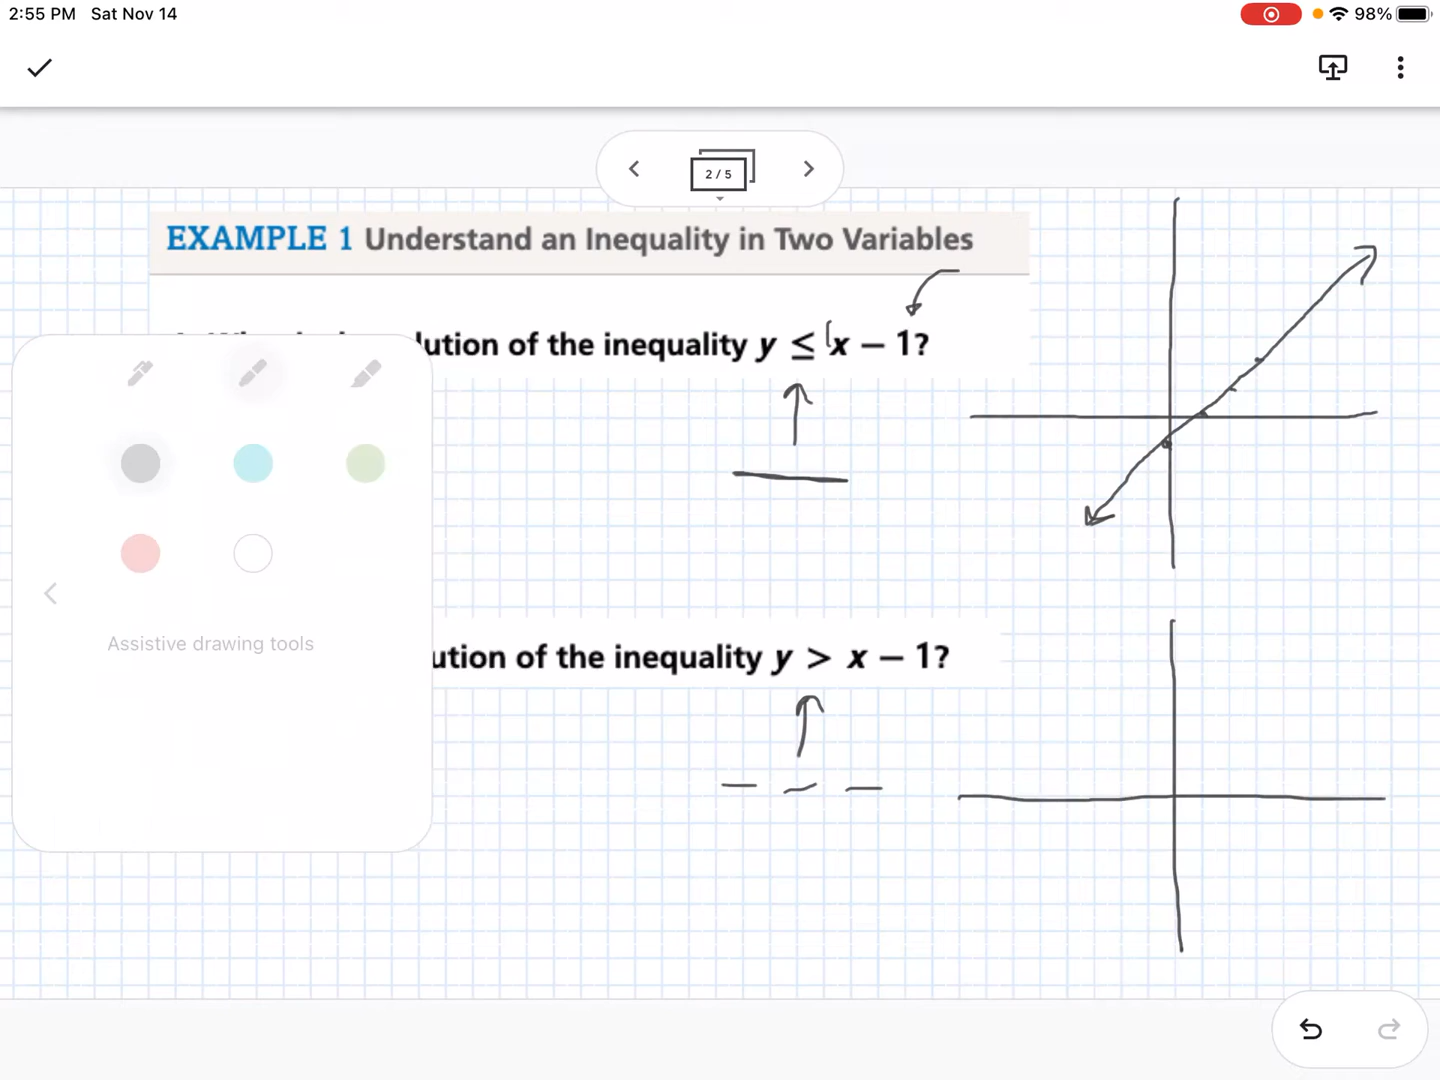 2:55 PM Sat Nov 14
98%
2 / 5
EXAMPLE 1 Understand an Inequality in Two Variables
lution of the inequality y ≤ x − 1?
Assistive drawing tools
ution of the inequality y > x − 1?